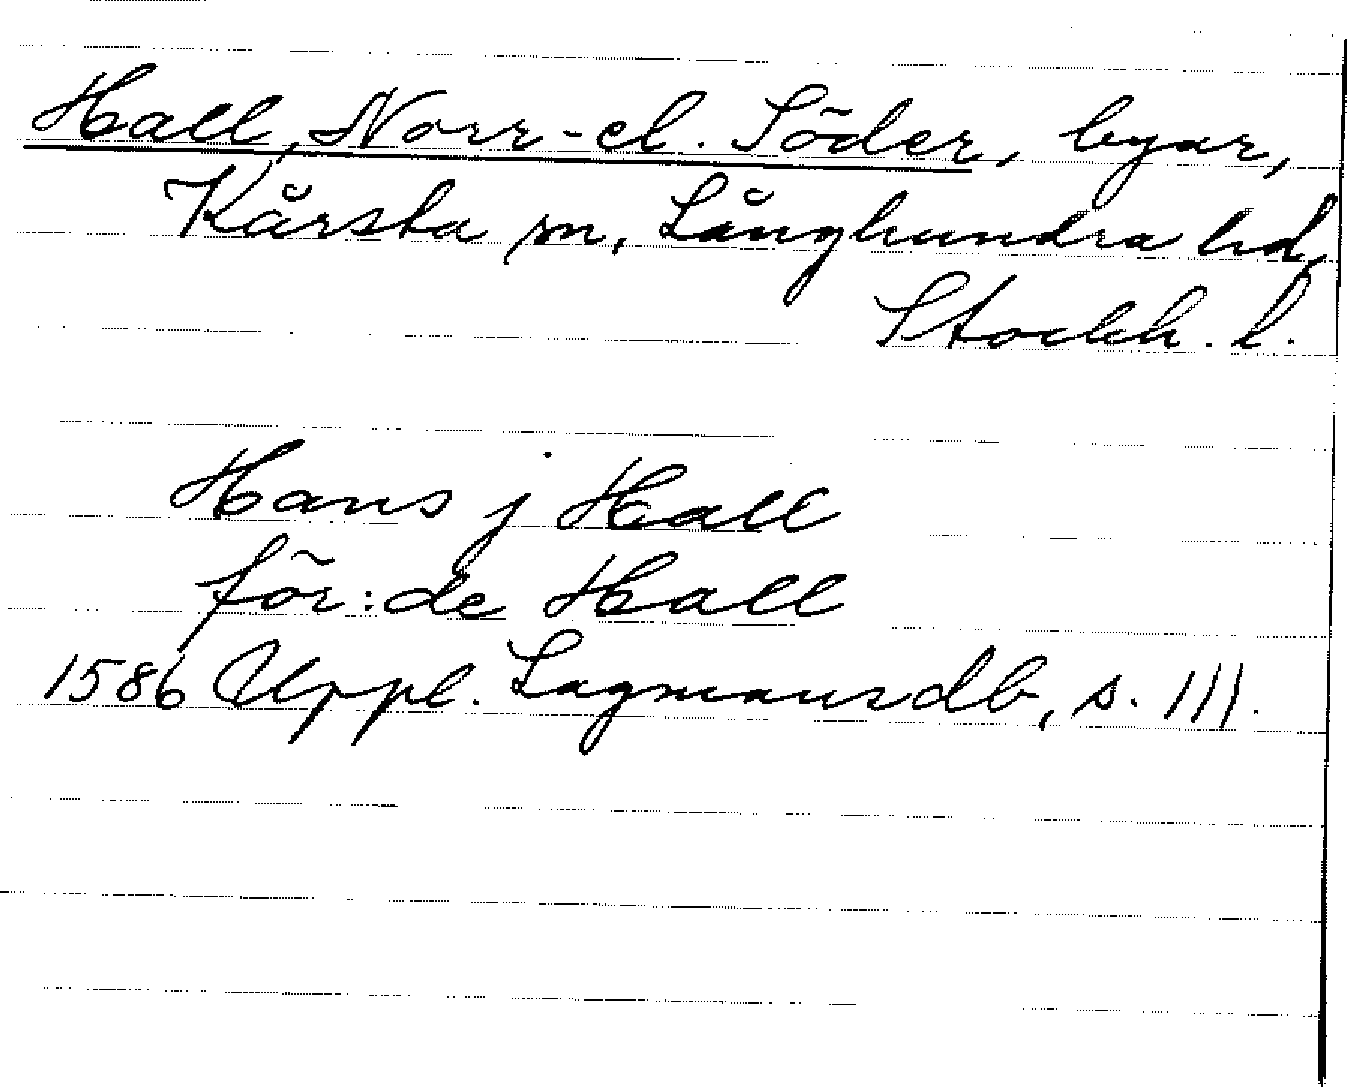 Hall, Norr- el. Söder, byar,
Kårsta sn, Långhundra hd,
Stockh. l.
Hans j Hall
för: de Hall
1586 Uppl. Lagmansdb, s. 111.